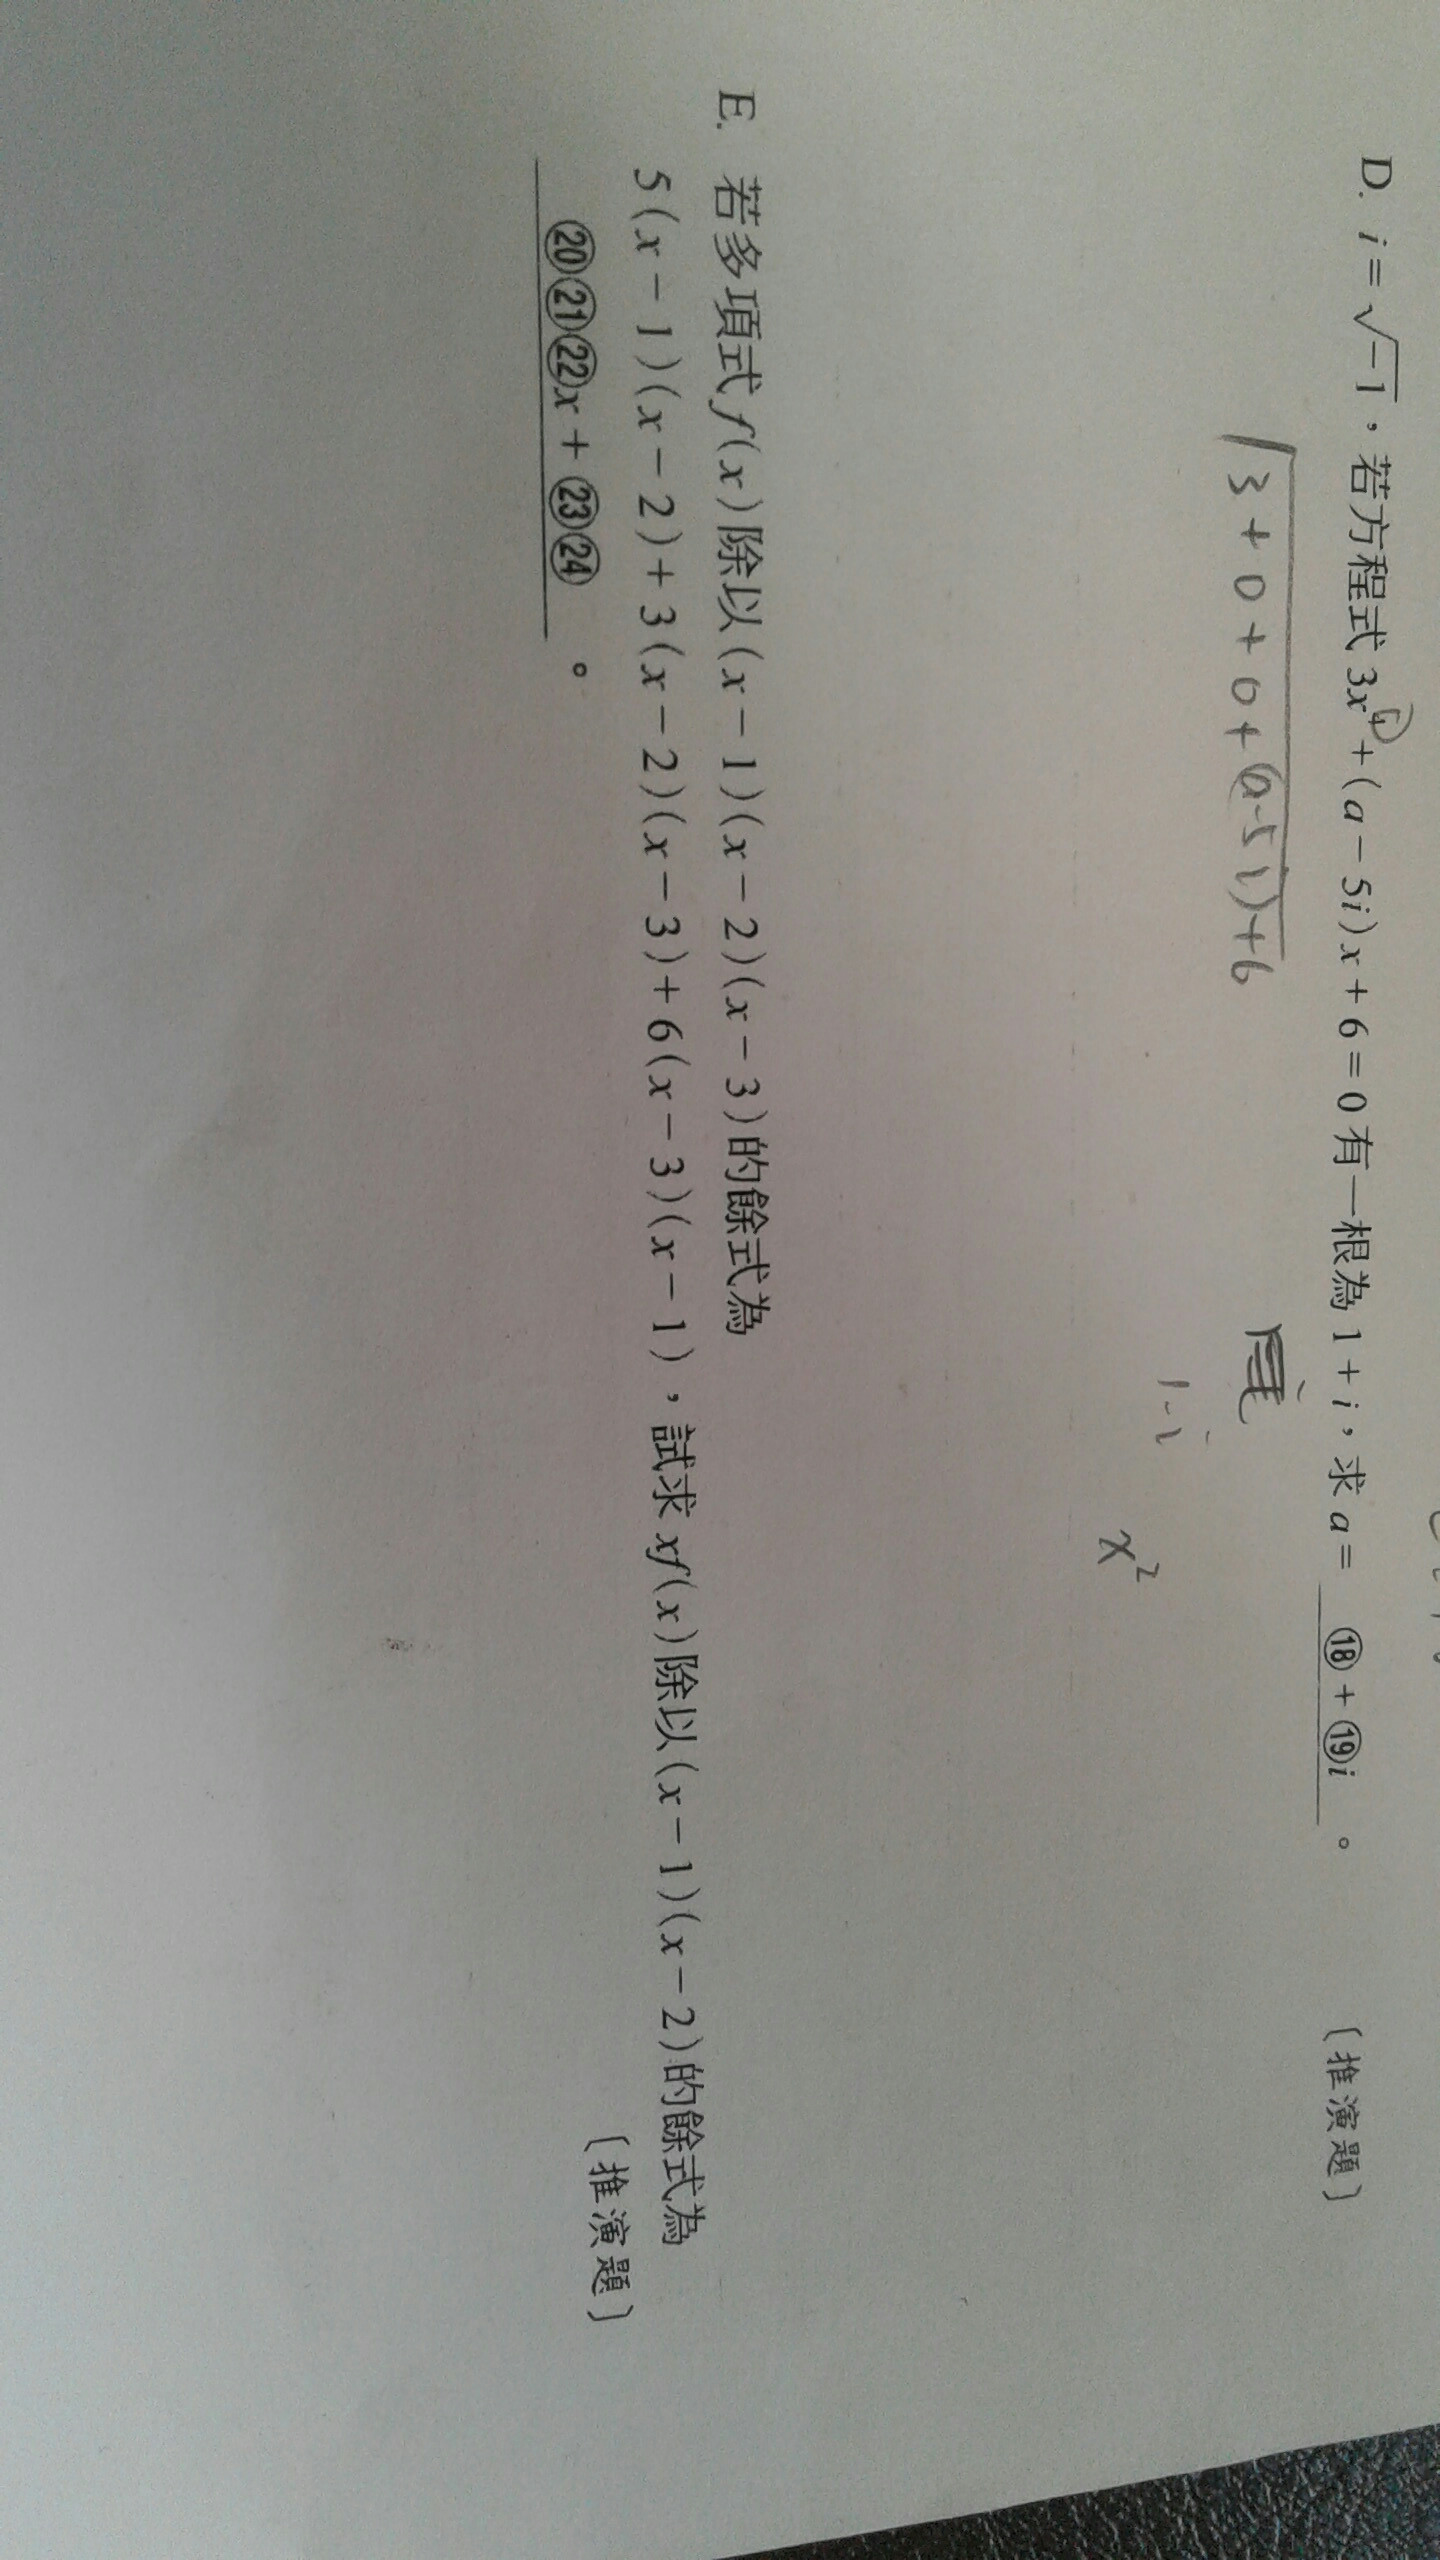 D. i = √-1，若方程式 3x⁴ + (a - 5i)x + 6 = 0 有一根為 1 + i，求 a = ⑱ + ⑲i 。
〔推演題〕
3 + 0 + 0 + (a-5i) + 6
1-i
x²
E. 若多項式 f(x) 除以 (x - 1)(x - 2)(x - 3) 的餘式為
5(x - 1)(x - 2) + 3(x - 2)(x - 3) + 6(x - 3)(x - 1)，試求 xf(x) 除以 (x - 1)(x - 2) 的餘式為
⑳㉑㉒x + ㉓㉔ 。
〔推演題〕